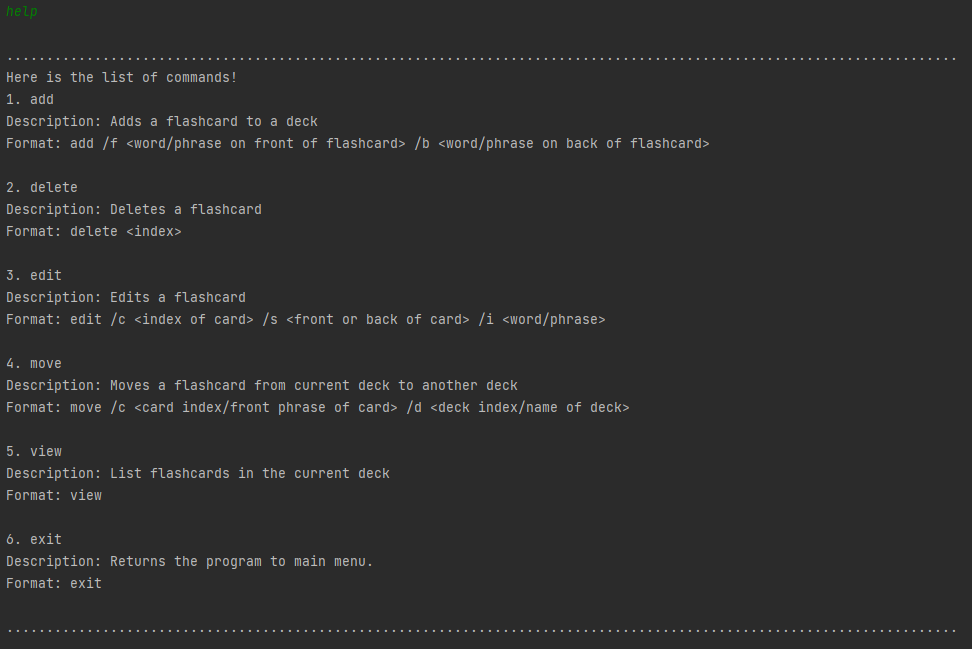 help
.......................................................................................................................
Here is the list of commands!
1. add
Description: Adds a flashcard to a deck
Format: add /f <word/phrase on front of flashcard> /b <word/phrase on back of flashcard>
2. delete
Description: Deletes a flashcard
Format: delete <index>
3. edit
Description: Edits a flashcard
Format: edit /c <index of card> /s <front or back of card> /i <word/phrase>
4. move
Description: Moves a flashcard from current deck to another deck
Format: move /c <card index/front phrase of card> /d <deck index/name of deck>
5. view
Description: List flashcards in the current deck
Format: view
6. exit
Description: Returns the program to main menu.
Format: exit
.......................................................................................................................